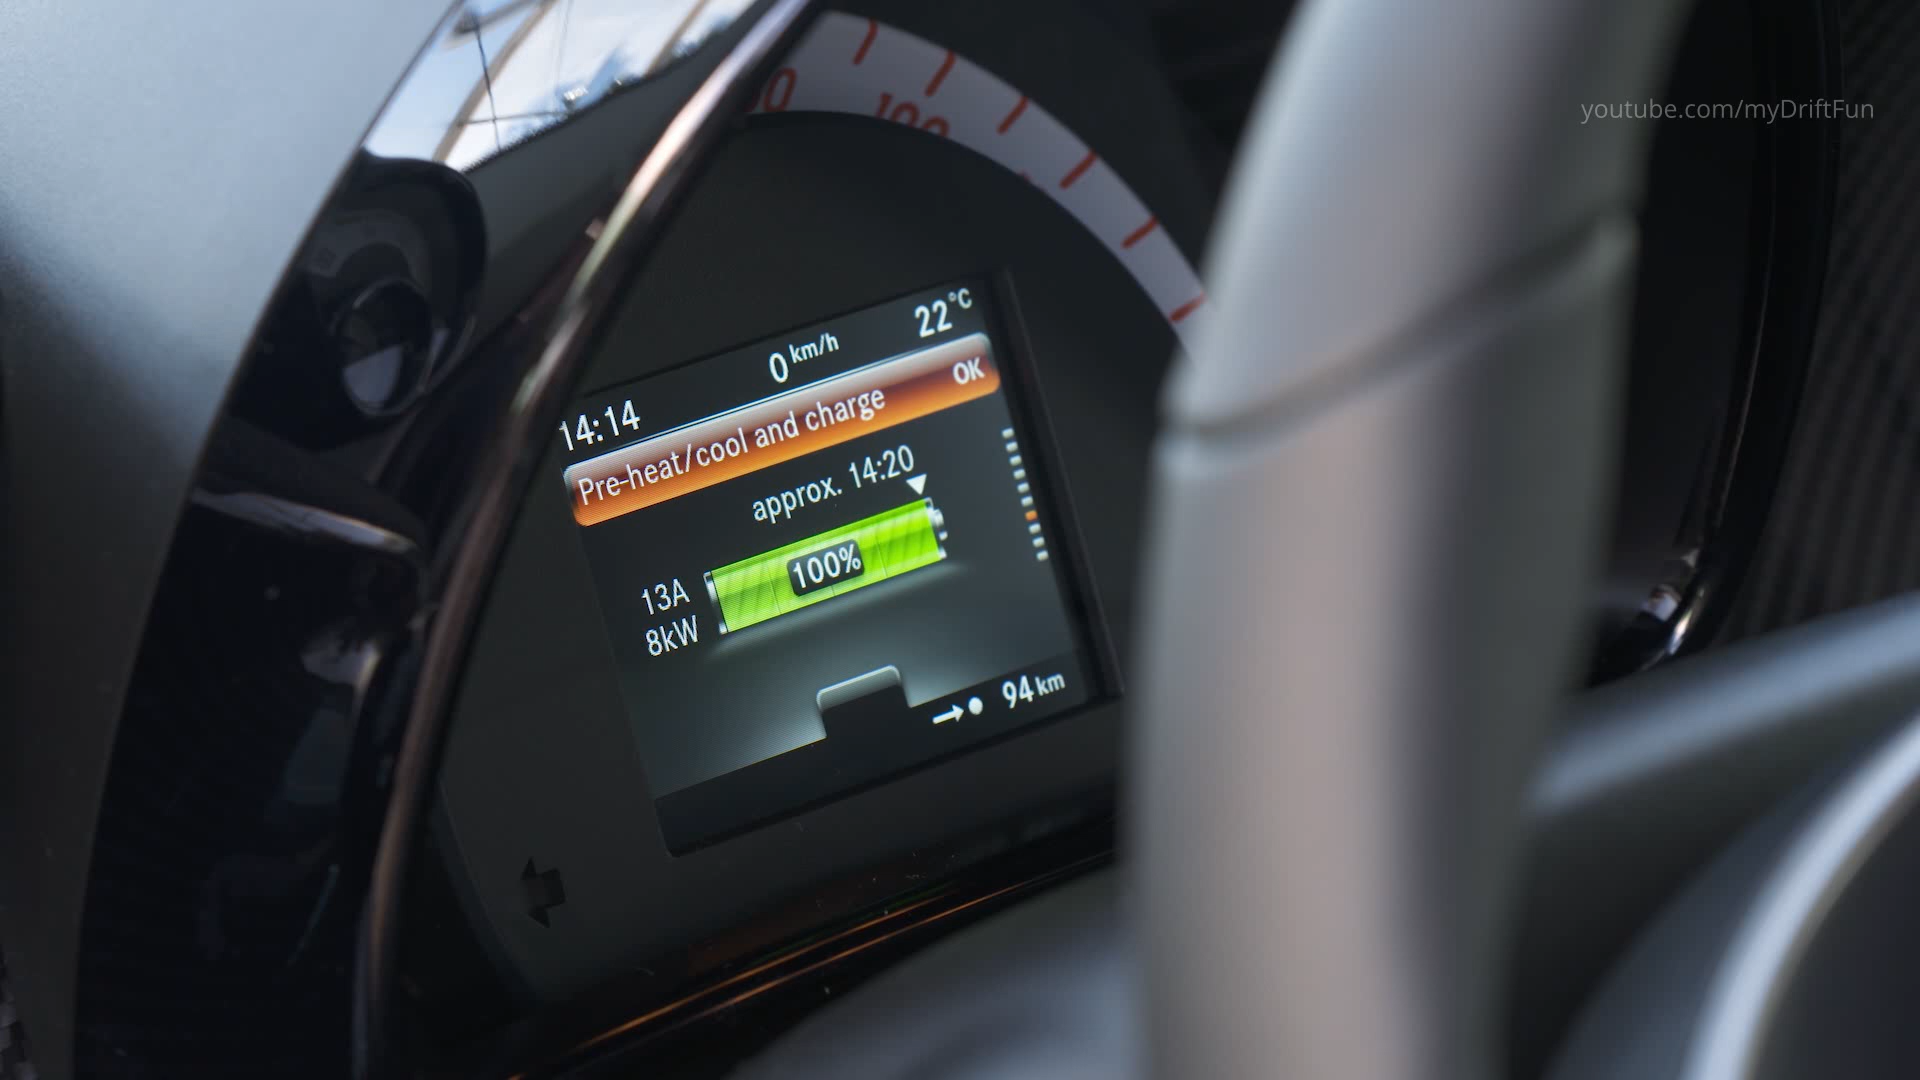 youtube.com/myDriftFun
100
14:14 0 km/h 22°C
Pre-heat/cool and charge OK
approx. 14:20
100%
13A
8kW
94 km